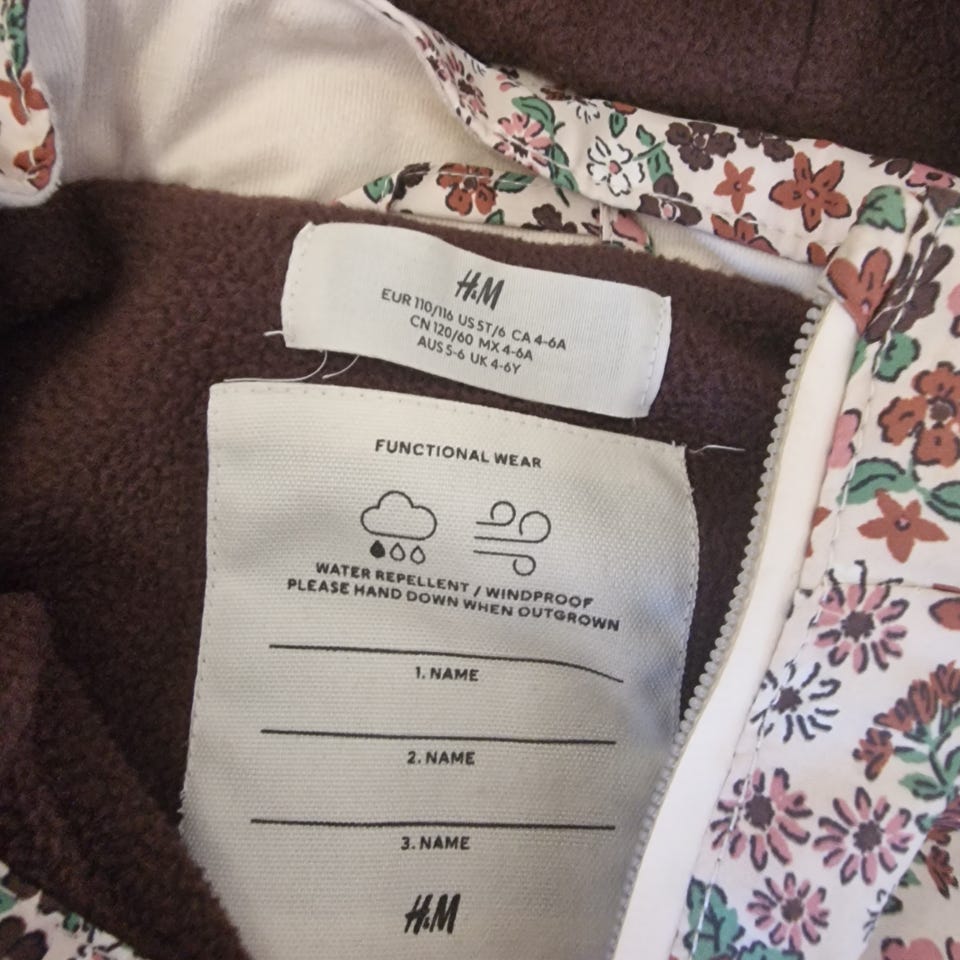 H&M
EUR 110/116 US 5T/6 CA 4-6A
CN 120/60 MX 4-6A
AUS 5-6 UK 4-6Y
FUNCTIONAL WEAR
WATER REPELLENT / WINDPROOF
PLEASE HAND DOWN WHEN OUTGROWN
1. NAME
2. NAME
3. NAME
H&M